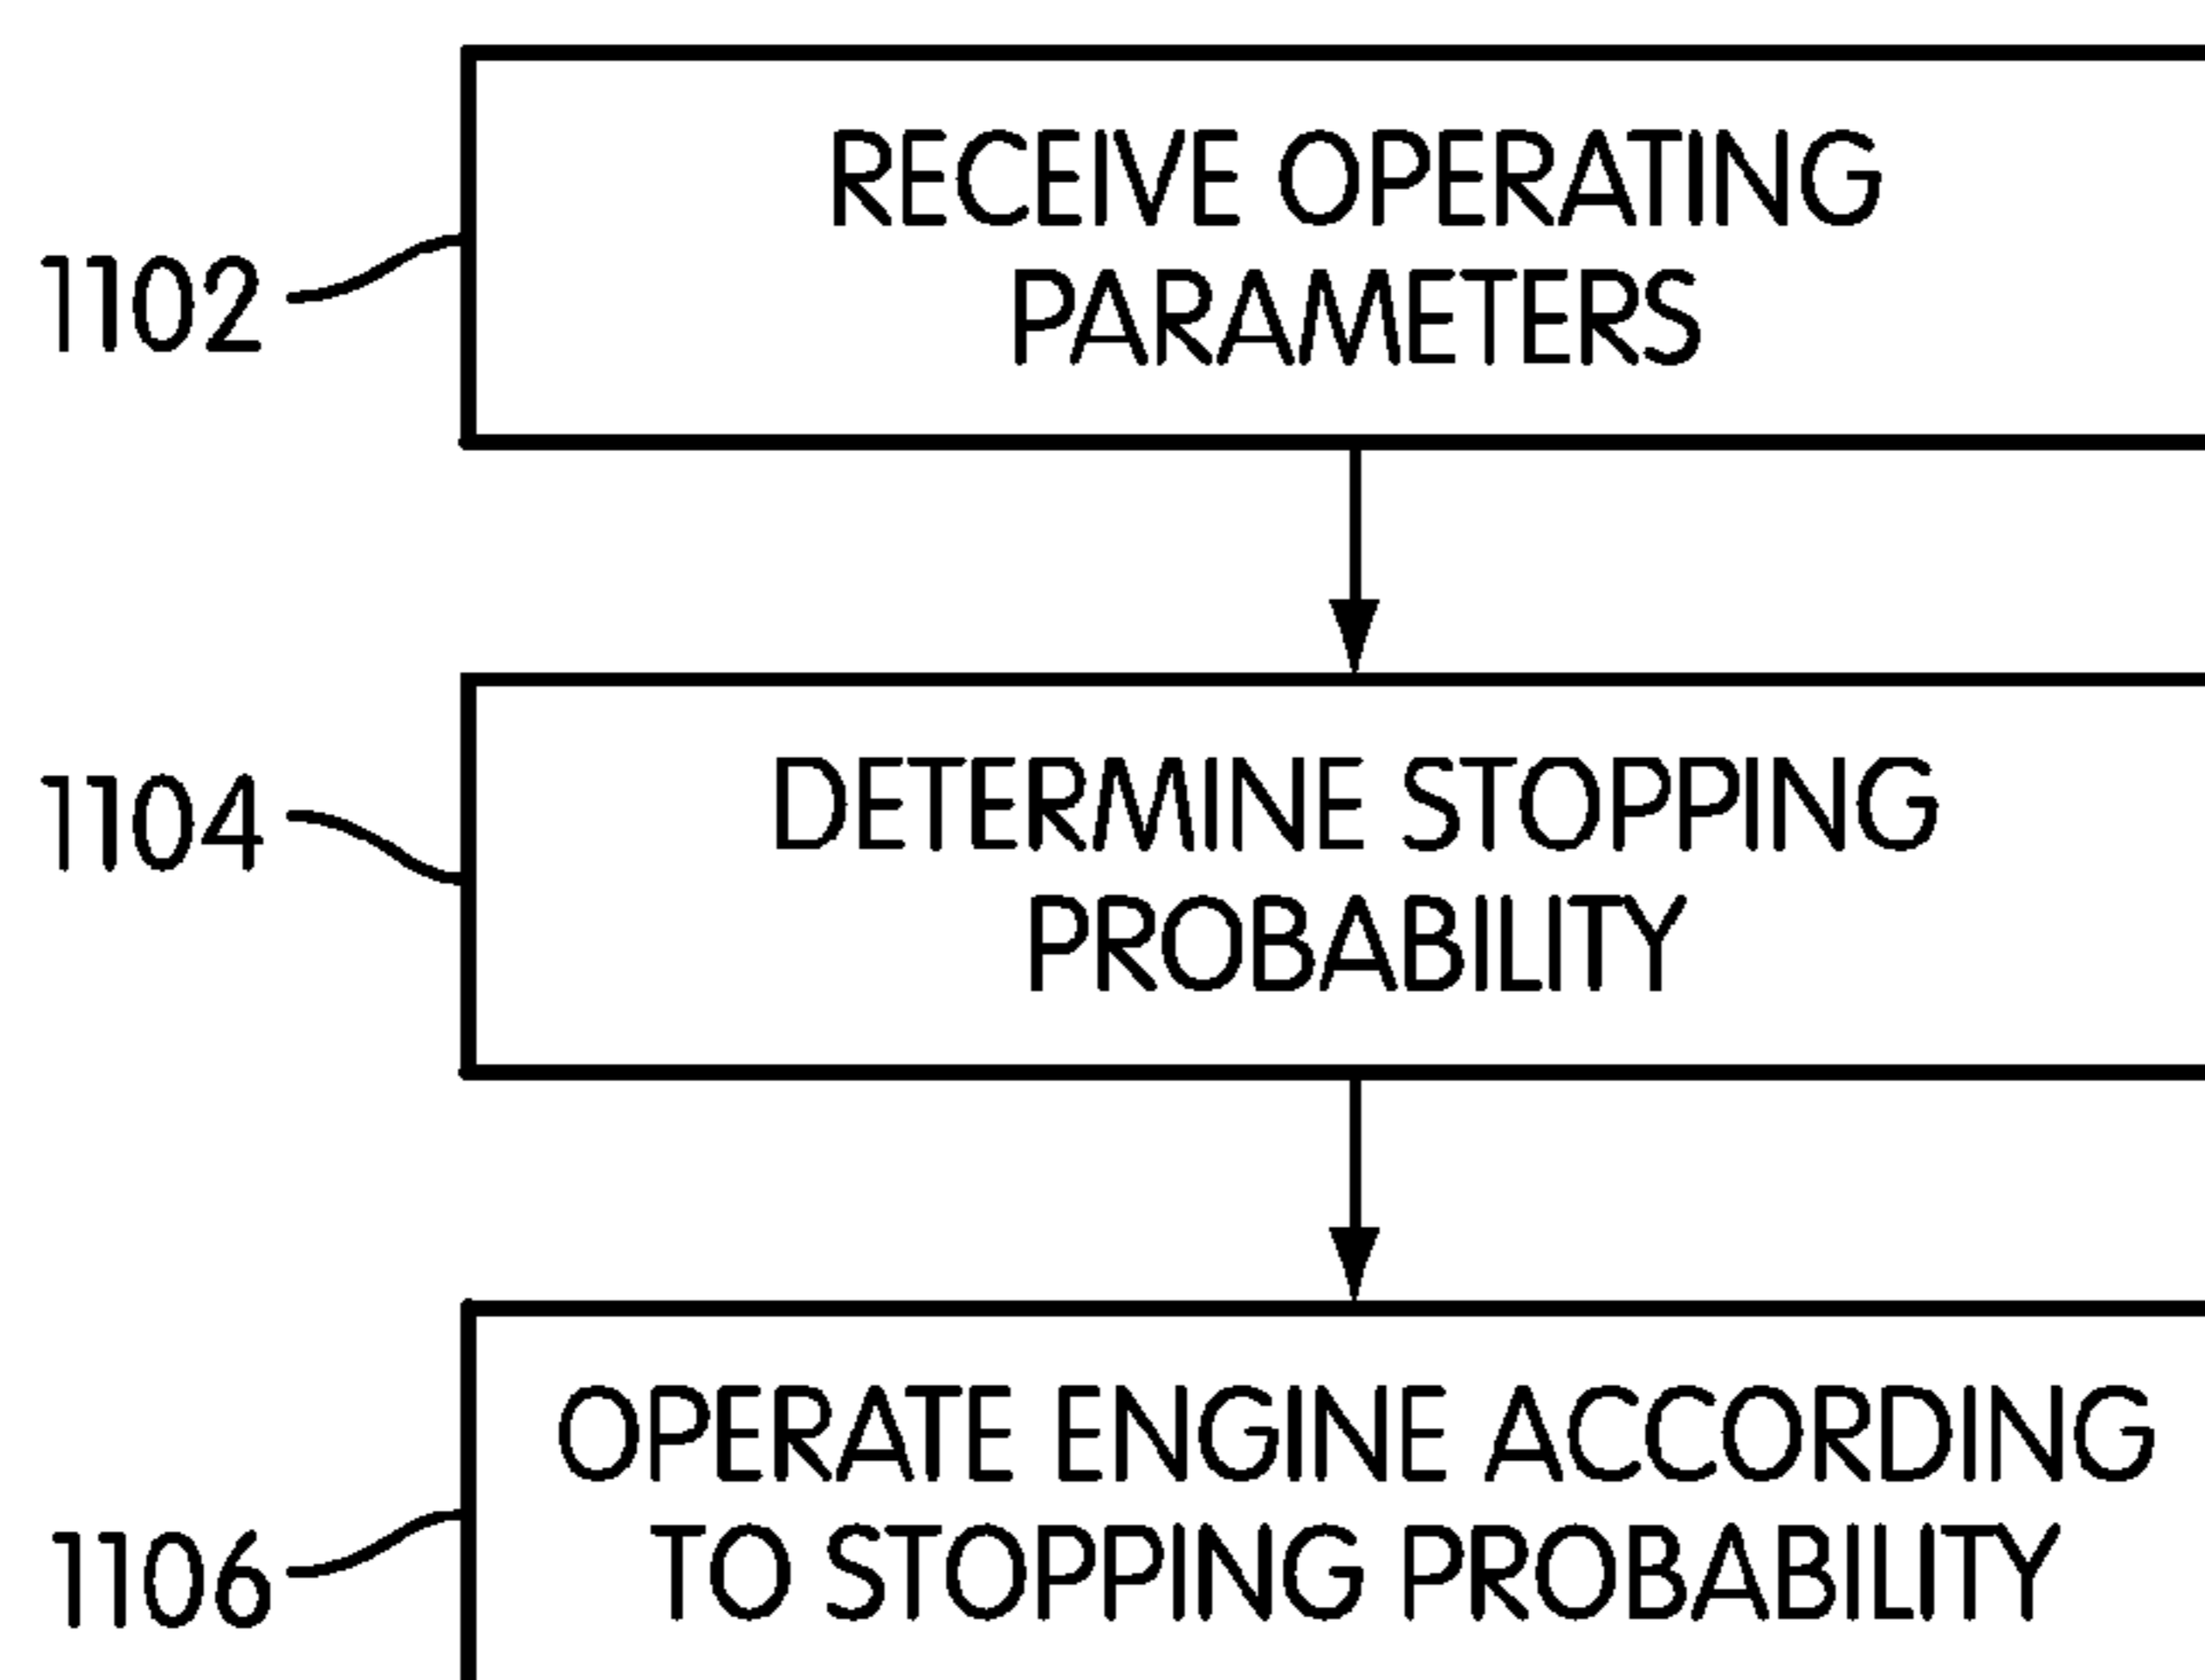 RECEIVE OPERATING
PARAMETERS
1102
DETERMINE STOPPING
PROBABILITY
1104
OPERATE ENGINE ACCORDING
TO STOPPING PROBABILITY
1106